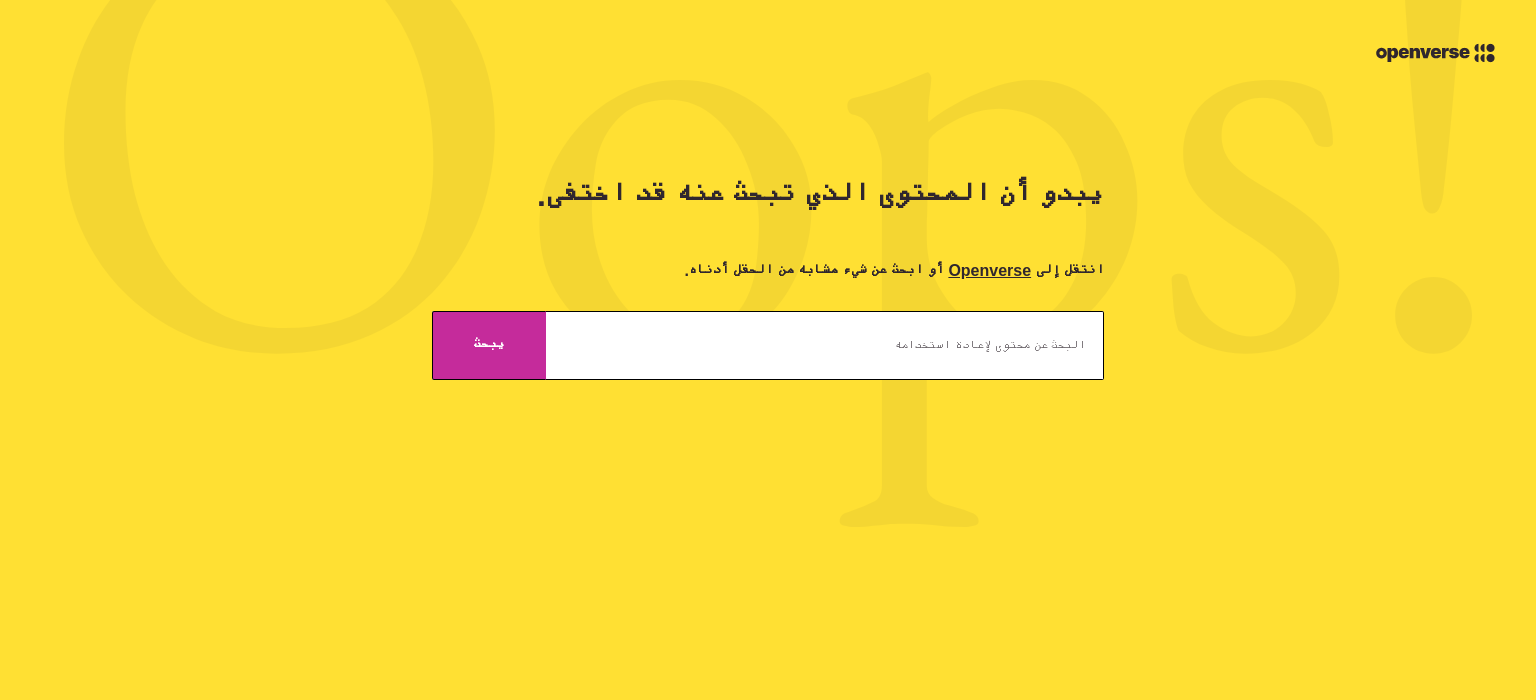 Oops!
openverse
يبدو أن المحتوى الذي تبحث عنه قد اختفى.
انتقل إلى Openverse أو ابحث عن شيء مشابه من الحقل أدناه.
البحث عن محتوى لإعادة استخدامه
يبحث